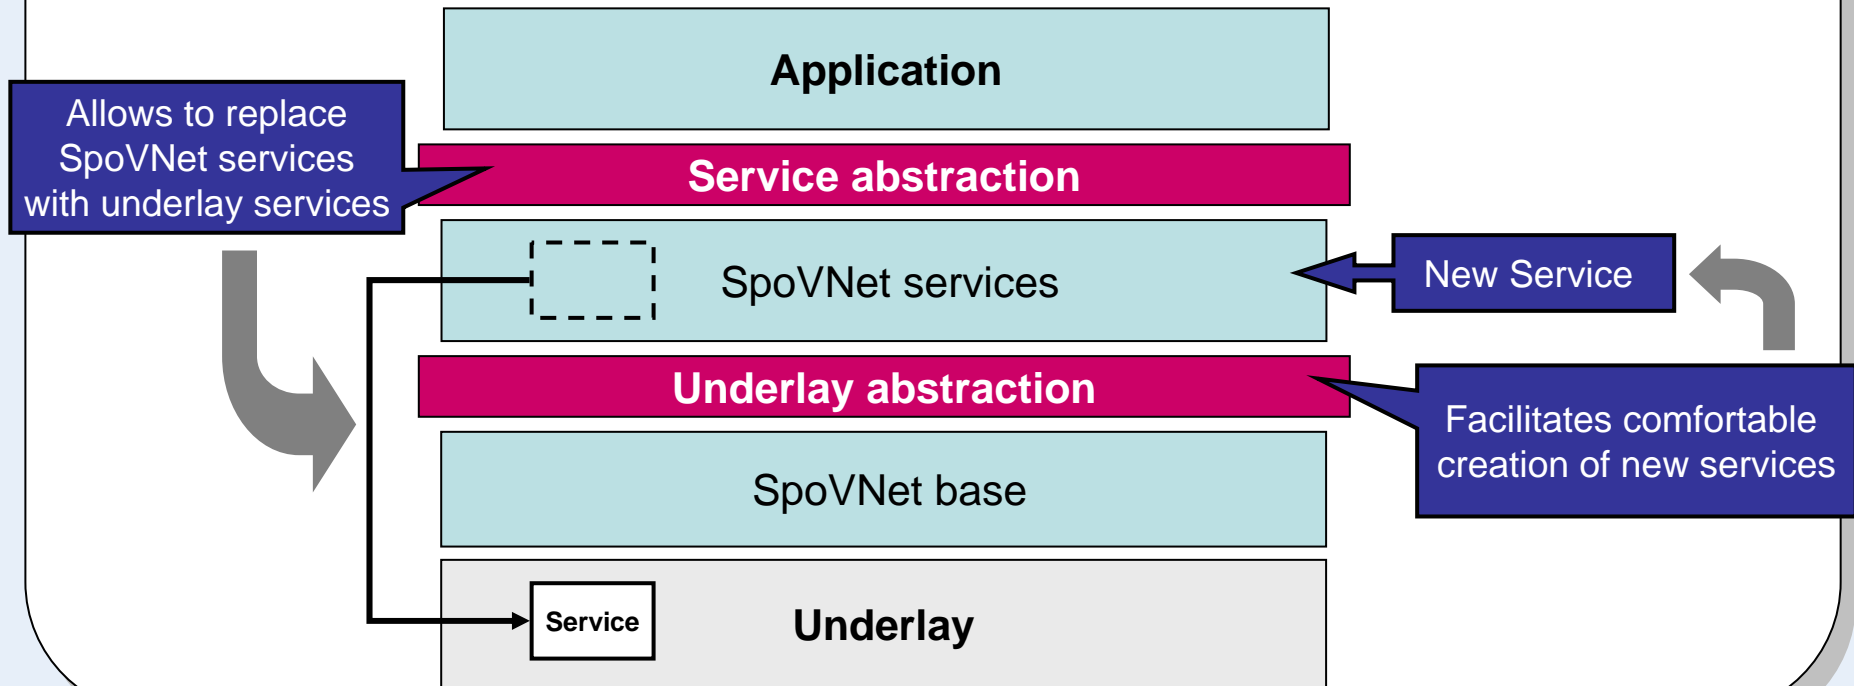 Application
Allows to replace
SpoVNet services
with underlay services
Service abstraction
SpoVNet services
New Service
Underlay abstraction
Facilitates comfortable
creation of new services
SpoVNet base
Service
Underlay